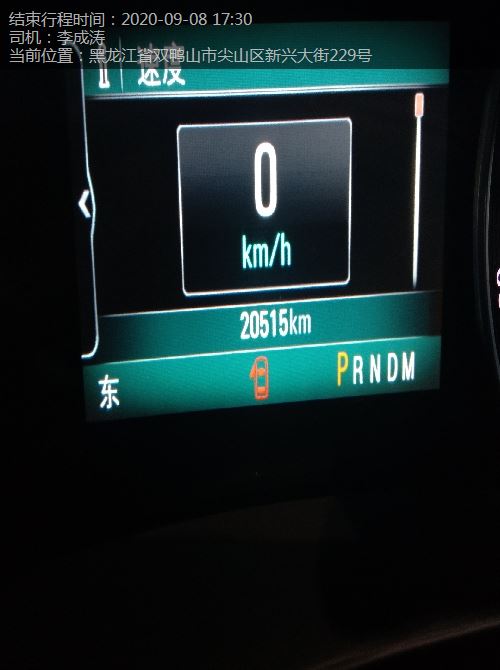 结束行程时间：2020-09-08 17:30
司机：李成涛
当前位置：黑龙江省双鸭山市尖山区新兴大街229号
速度
0
km/h
20515km
东
PRNDM